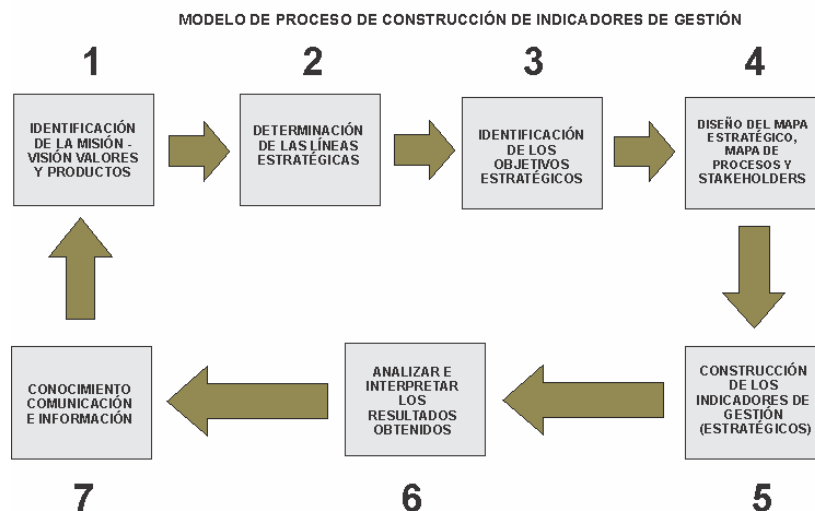 MODELO DE PROCESO DE CONSTRUCCIÓN DE INDICADORES DE GESTIÓN
1
2
3
4
IDENTIFICACIÓN
DE LA MISIÓN -
VISIÓN VALORES
Y PRODUCTOS
DETERMINACIÓN
DE LAS LÍNEAS
ESTRATÉGICAS
IDENTIFICACIÓN
DE LOS
OBJETIVOS
ESTRATÉGICOS
DISEÑO DEL MAPA
ESTRATÉGICO,
MAPA DE
PROCESOS Y
STAKEHOLDERS
CONSTRUCCIÓN
DE LOS
INDICADORES DE
GESTIÓN
(ESTRATÉGICOS)
5
ANALIZAR E
INTERPRETAR
LOS
RESULTADOS
OBTENIDOS
6
CONOCIMIENTO
COMUNICACIÓN
E INFORMACIÓN
7